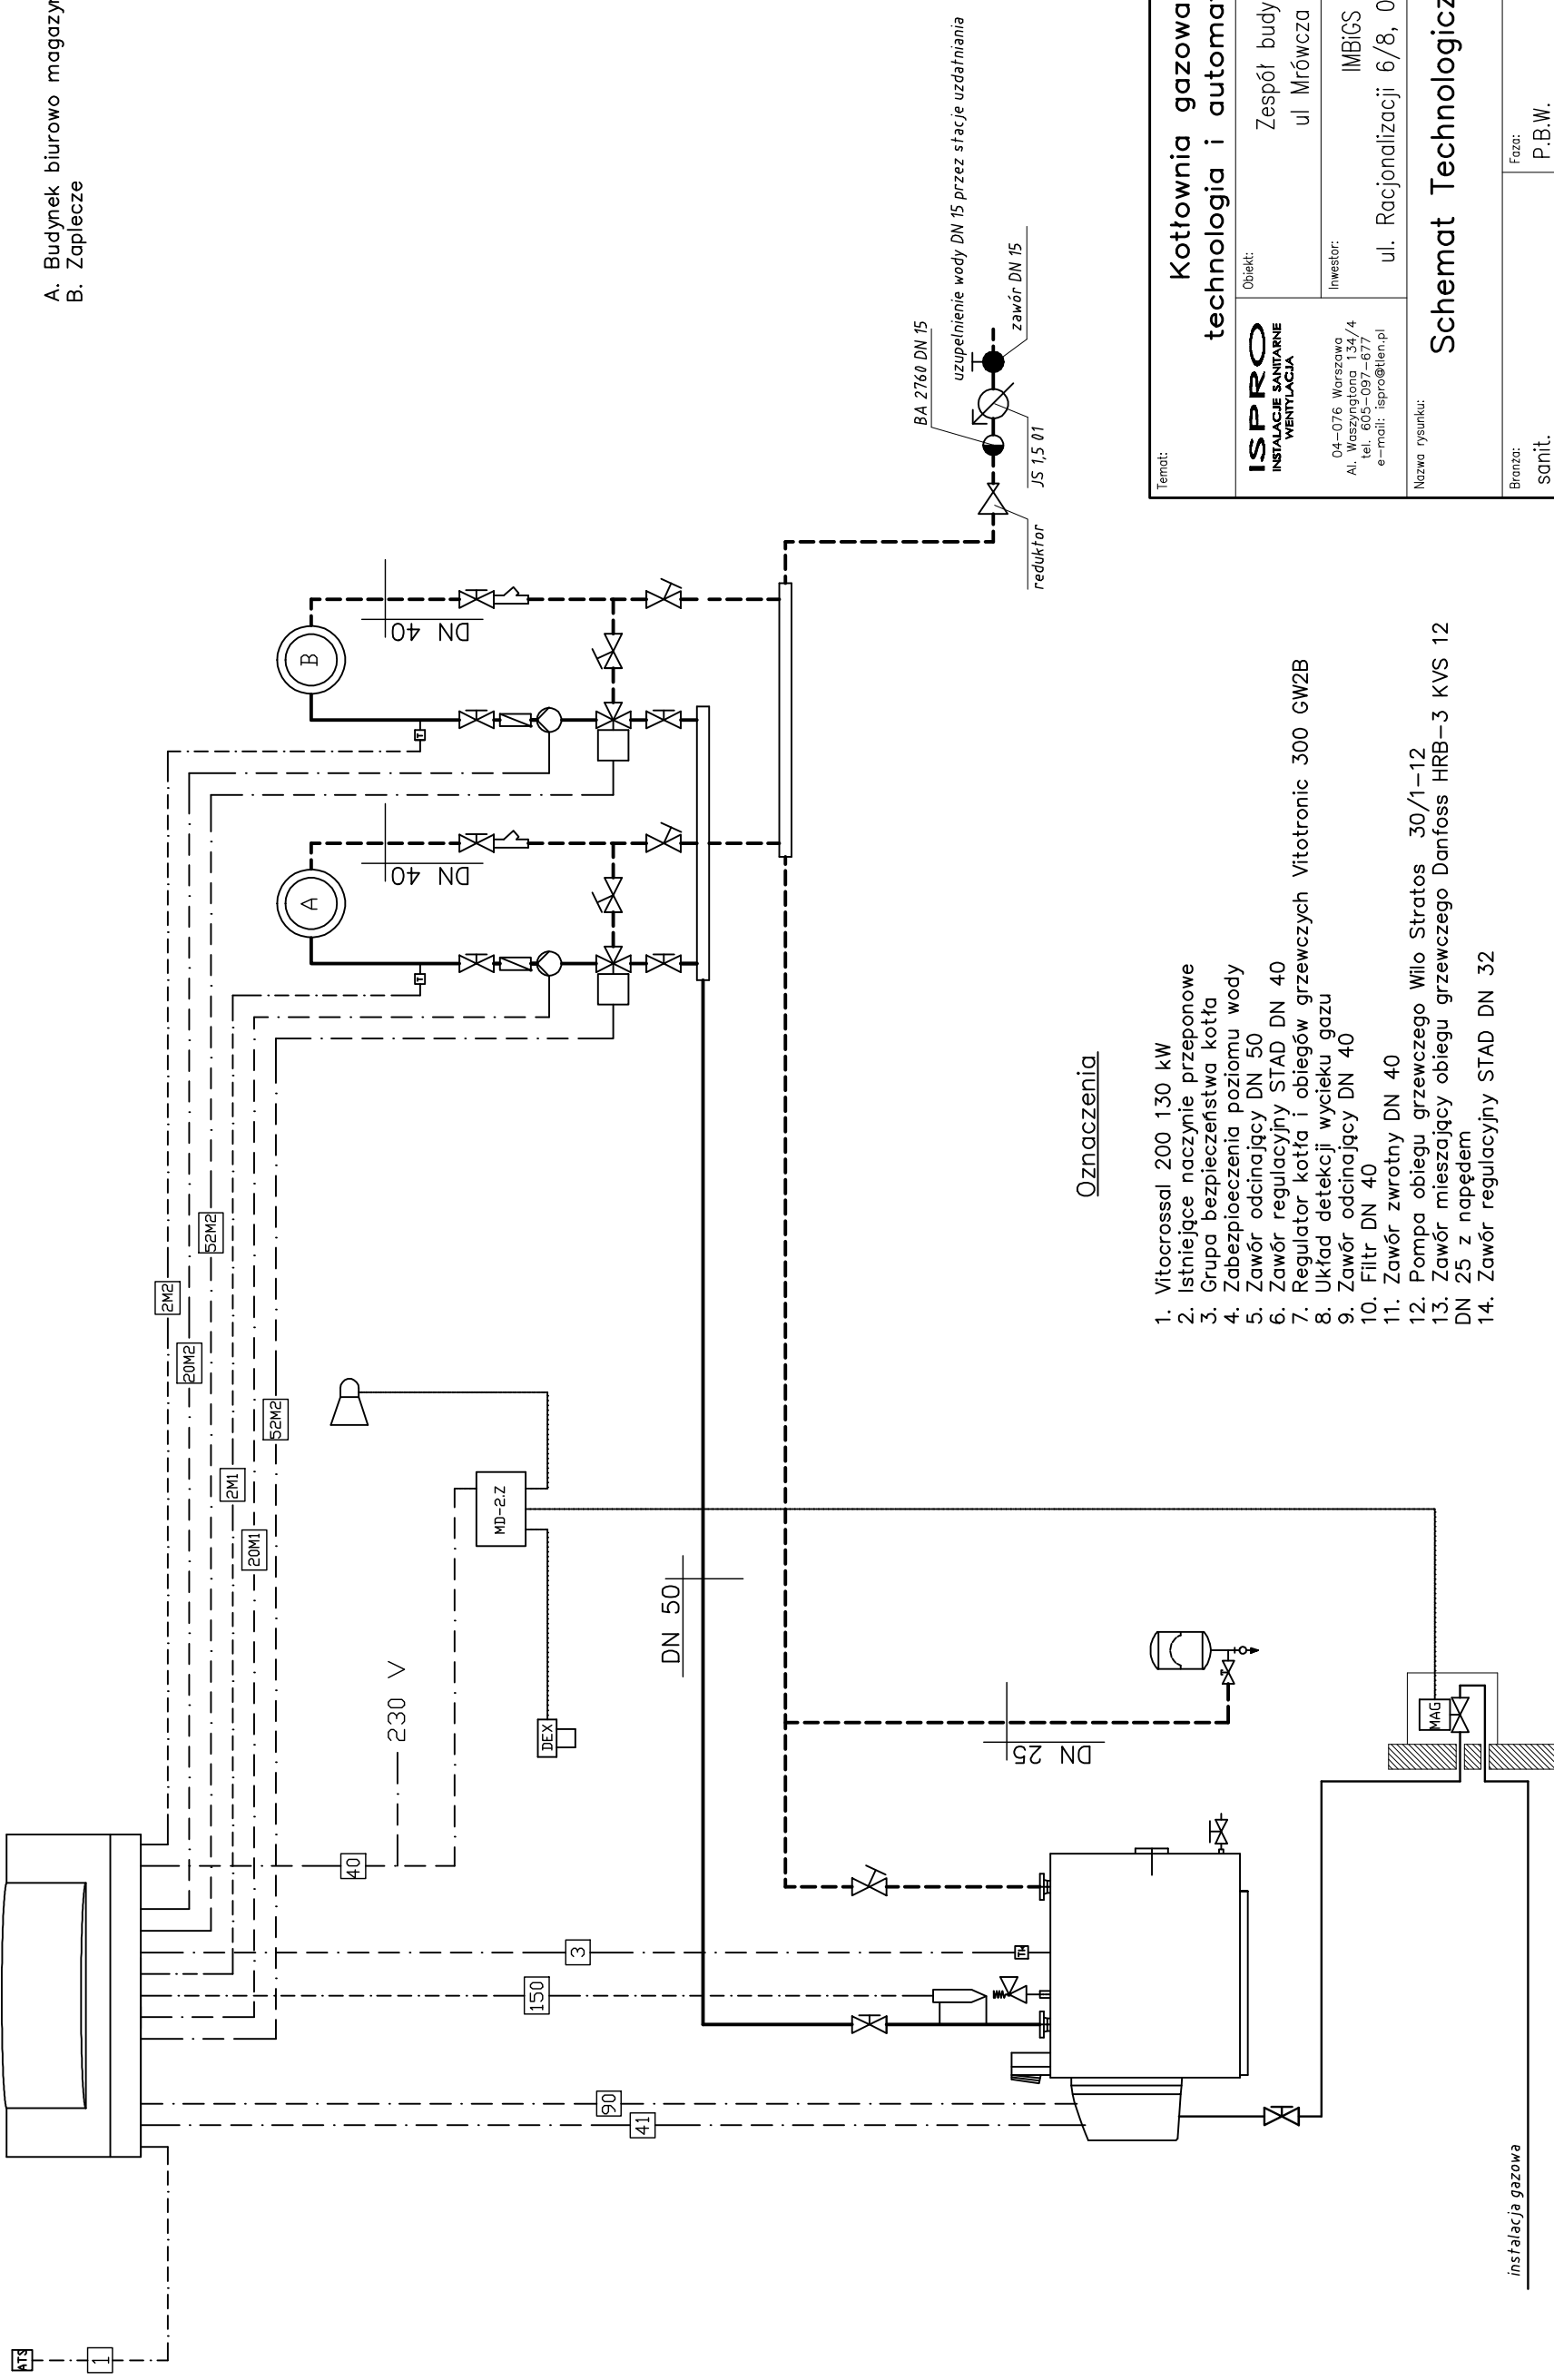 A. Budynek biurowo magazyn
B. Zaplecze
ATS
1
41
90
150
3
40
230 V
2M2
20M2
52M2
2M1
20M1
52M2
MD-2.Z
DEX
DN 50
DN 25
MAG
instalacja gazowa
TM
A
B
T
T
DN 40
DN 40
uzupełnienie wody DN 15 przez stacje uzdatniania
BA 2760 DN 15
zawór DN 15
JS 1,5 01
reduktor
Oznaczenia
1. Vitocrossal 200 130 kW
2. Istniejące naczynie przeponowe
3. Grupa bezpieczeństwa kotła
4. Zabezpioeczenia poziomu wody
5. Zawór odcinający DN 50
6. Zawór regulacyjny STAD DN 40
7. Regulator kotła i obiegów grzewczych Vitotronic 300 GW2B
8. Układ detekcji wycieku gazu
9. Zawór odcinający DN 40
10. Filtr DN 40
11. Zawór zwrotny DN 40
12. Pompa obiegu grzewczego Wilo Stratos 30/1-12
13. Zawór mieszający obiegu grzewczego Danfoss HRB-3 KVS 12
DN 25 z napędem
14. Zawór regulacyjny STAD DN 32
Temat:
Kotłownia gazowa
technologia i automat
ISPRO
INSTALACJE SANITARNE
WENTYLACJA
04-076 Warszawa
Al. Waszyngtona 134/4
tel. 605-097-677
e-mail: ispro@tlen.pl
Obiekt:
Zespół budy
ul Mrówcza
Inwestor:
IMBiGS
ul. Racjonalizacji 6/8, 0
Nazwa rysunku:
Schemat Technologicz
Branża:
sanit.
Faza:
P.B.W.